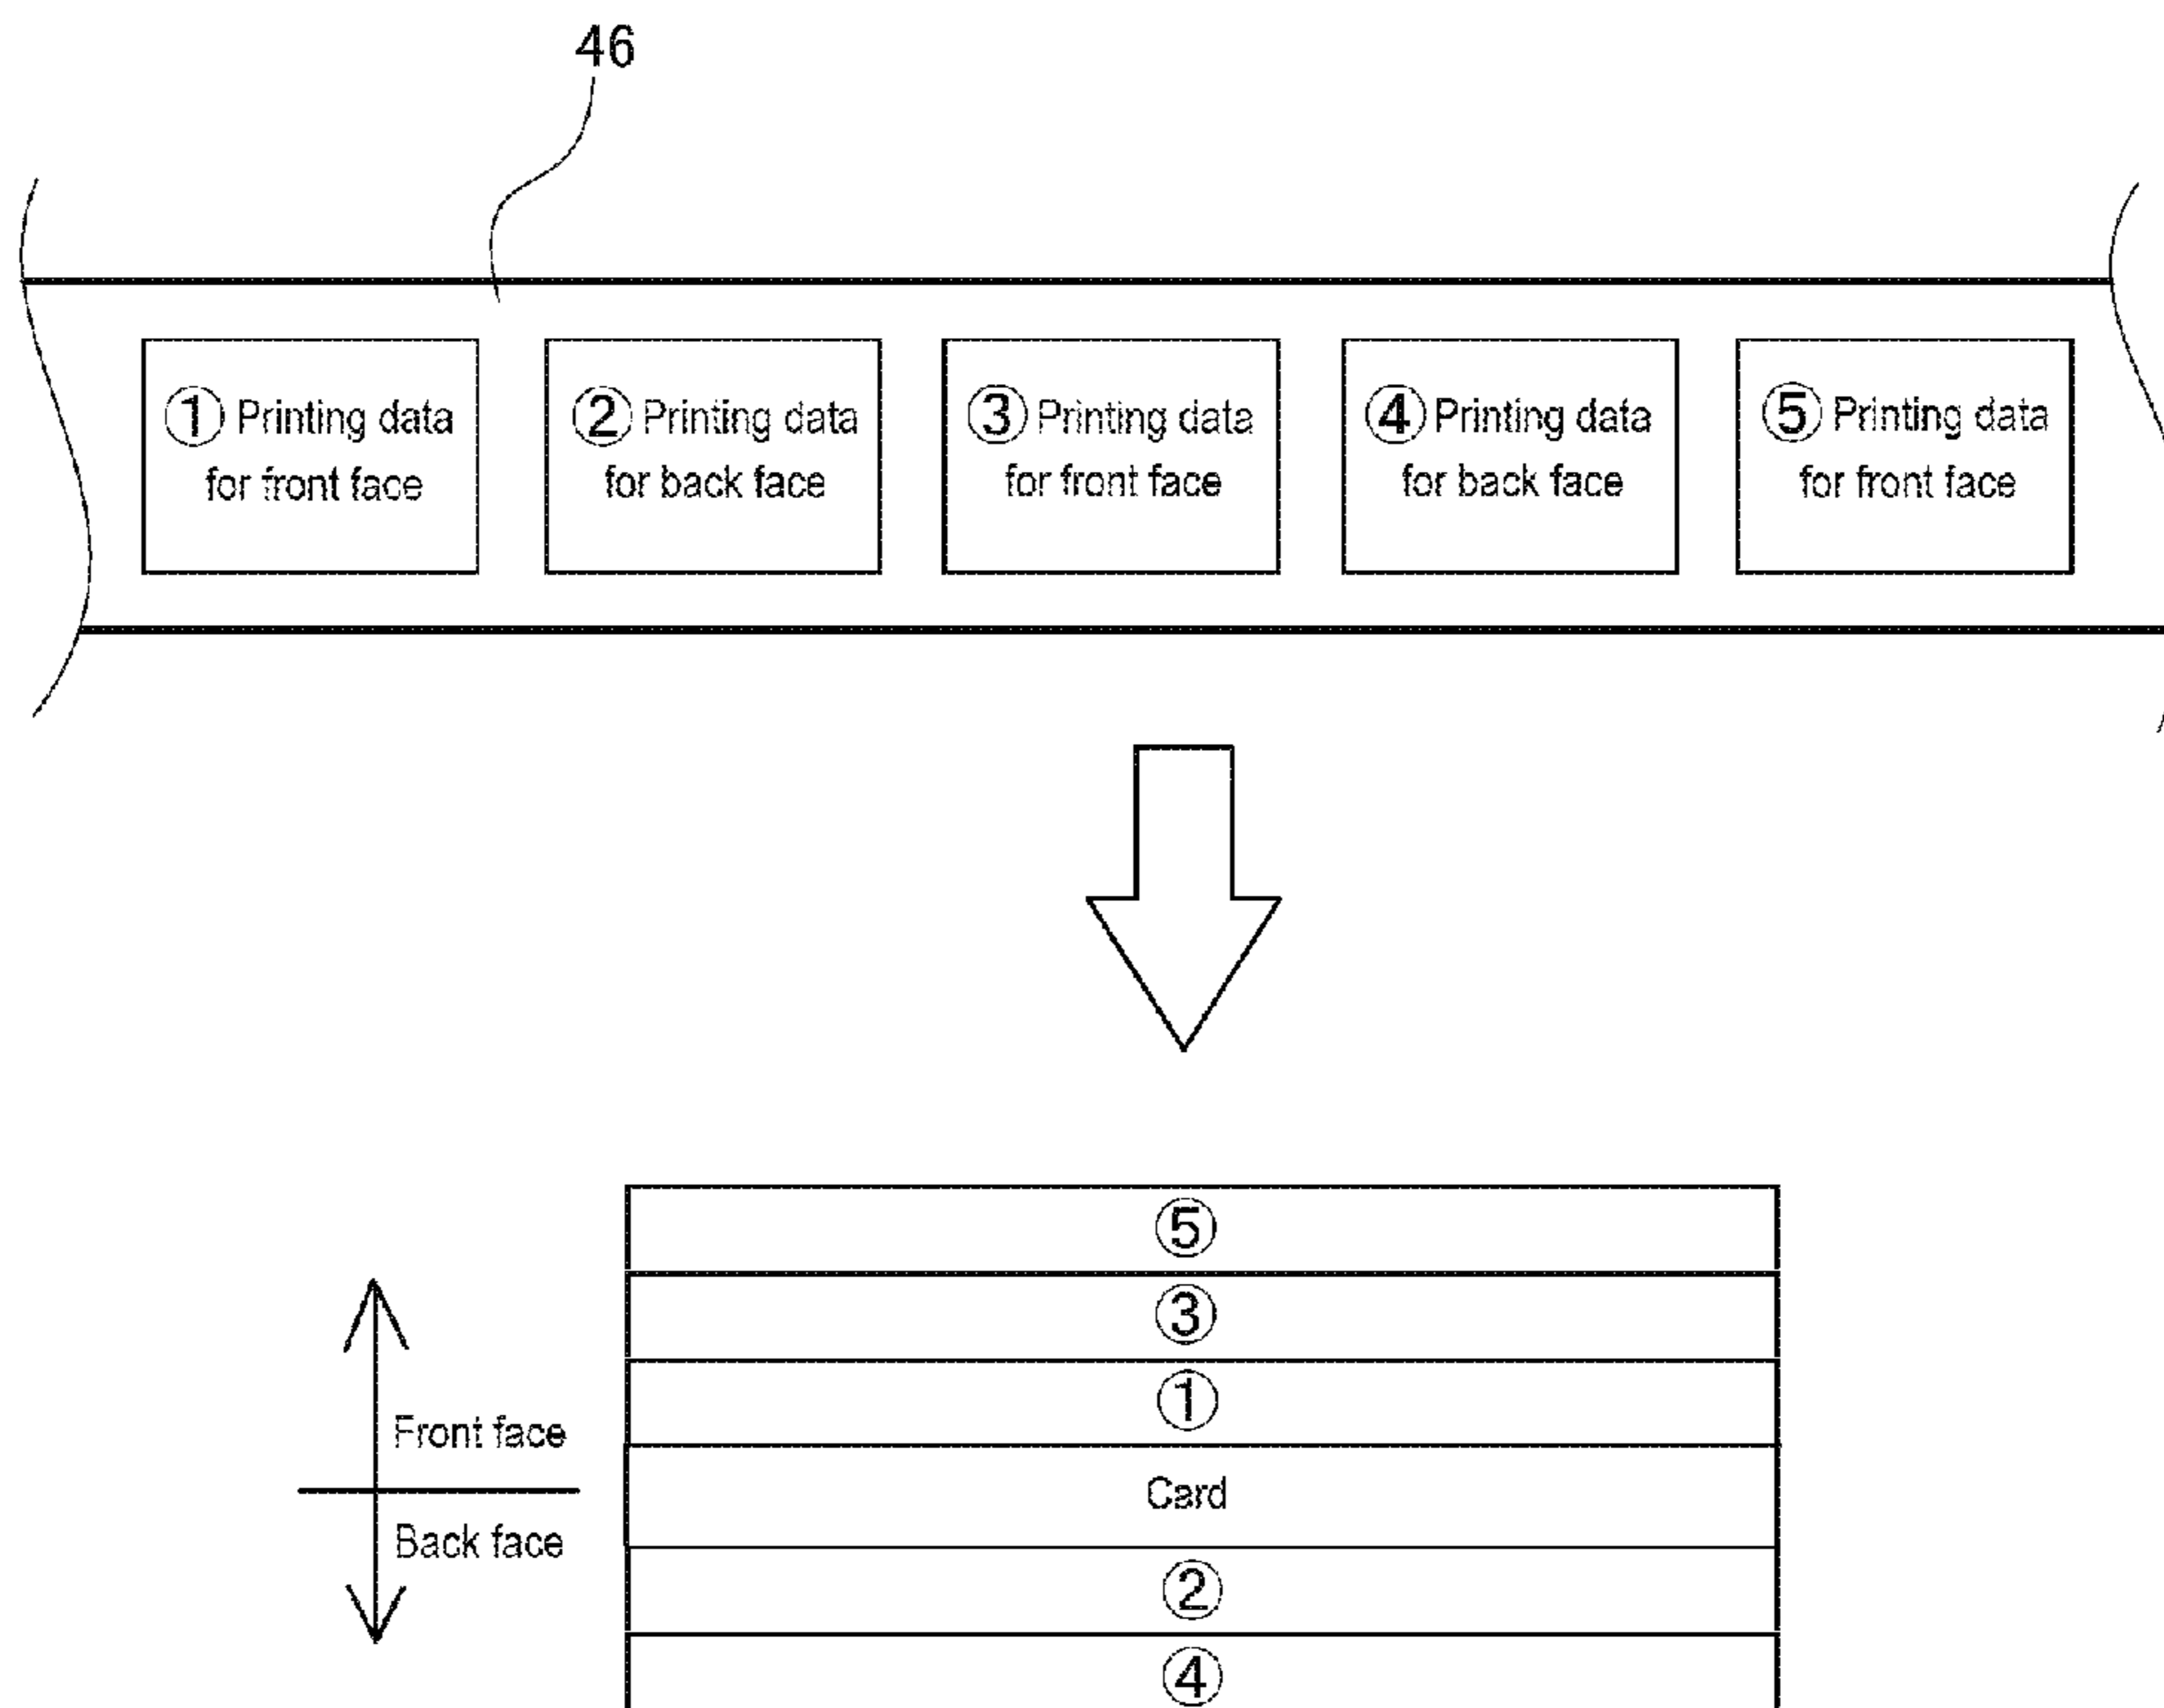 46
① Printing data
for front face
② Printing data
for back face
③ Printing data
for front face
④ Printing data
for back face
⑤ Printing data
for front face
⑤
③
①
Front face
Card
Back face
②
④